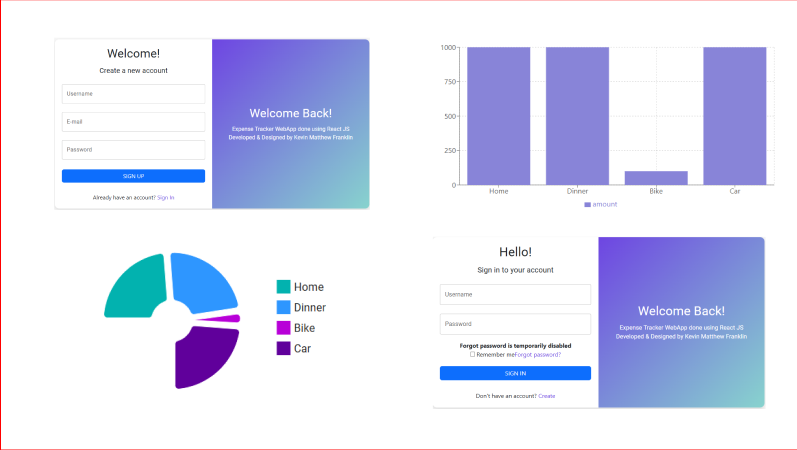 Welcome!
Create a new account
Username
E-mail
Password
SIGN UP
Already have an account? Sign In
Welcome Back!
Expense Tracker WebApp done using React JS
Developed & Designed by Kevin Matthew Franklin
1000
750
500
250
0
Home Dinner Bike Car
amount
Home
Dinner
Bike
Car
Hello!
Sign in to your account
Username
Password
Forgot password is temporarily disabled
Remember meForgot password?
SIGN IN
Don't have an account? Create
Welcome Back!
Expense Tracker WebApp done using React JS
Developed & Designed by Kevin Matthew Franklin